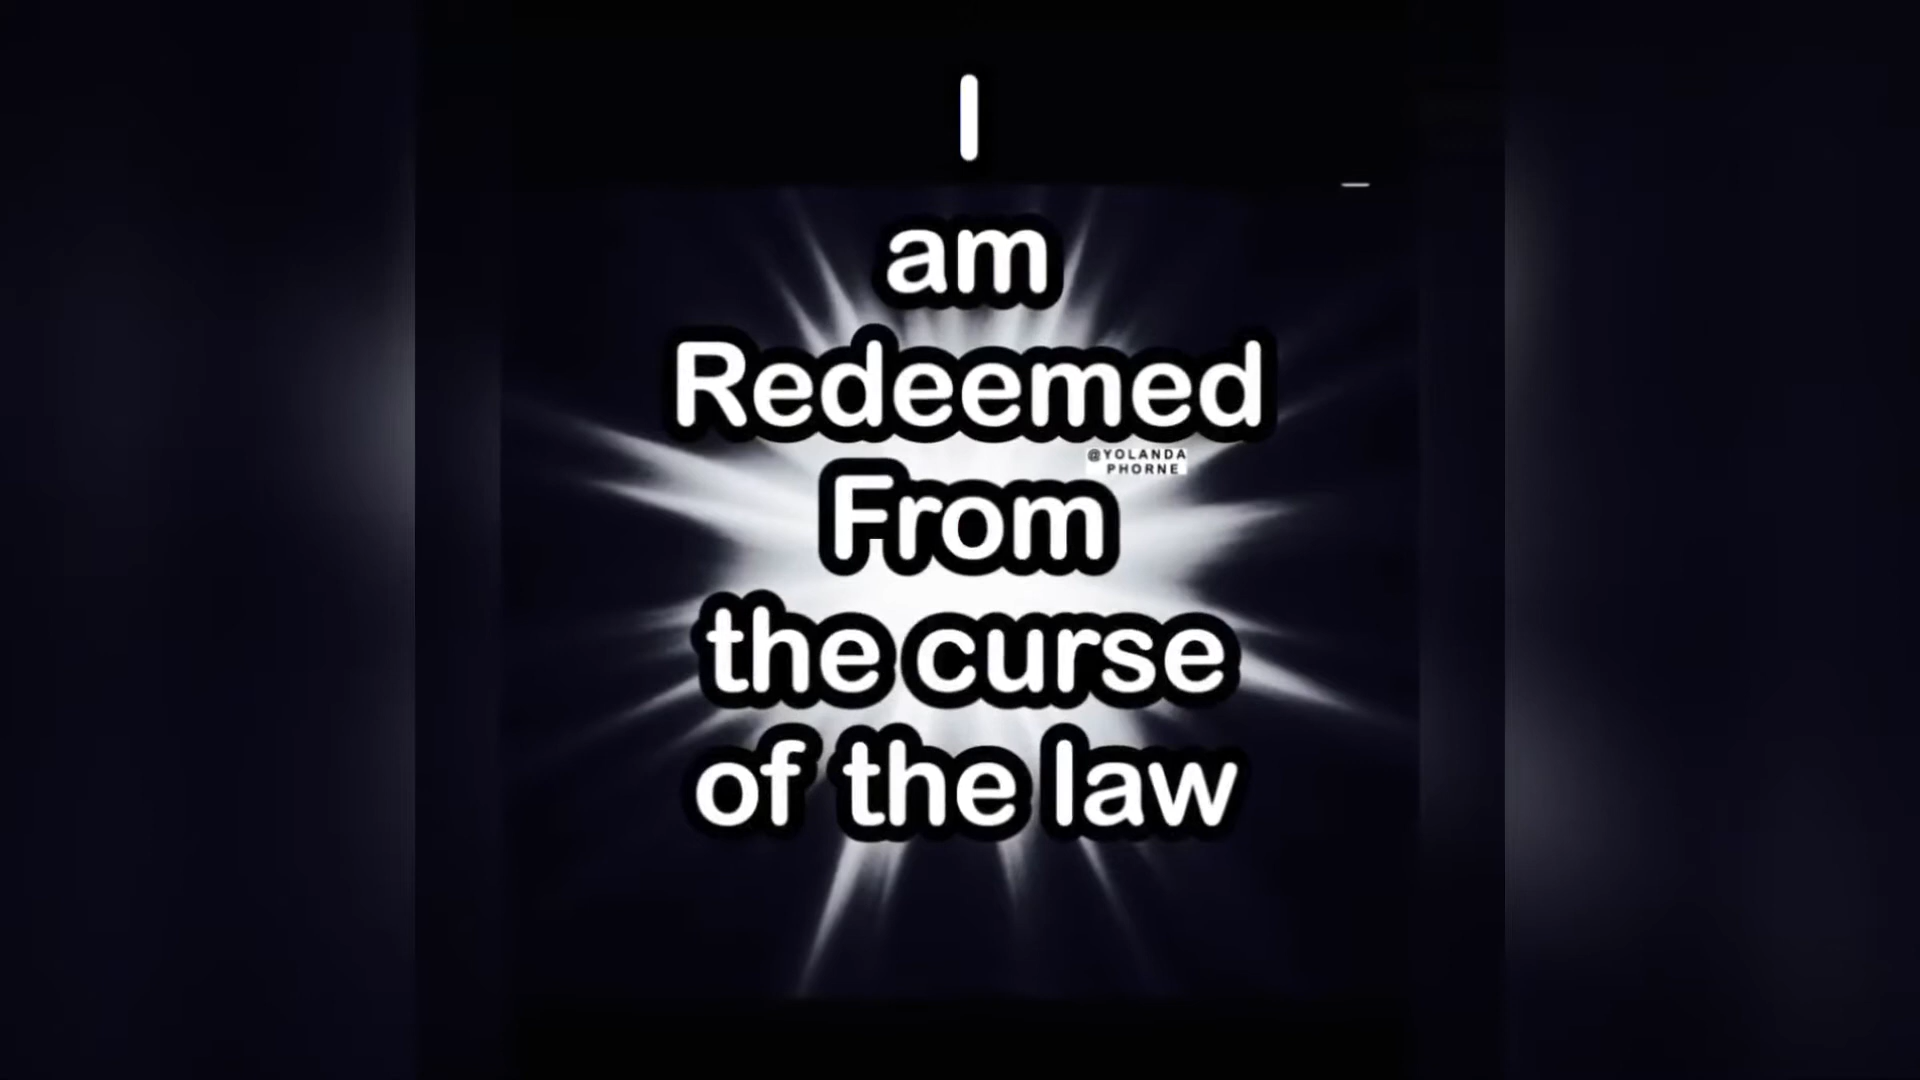 I
am
Redeemed
@YOLANDA
PHORNE
From
the curse
of the law